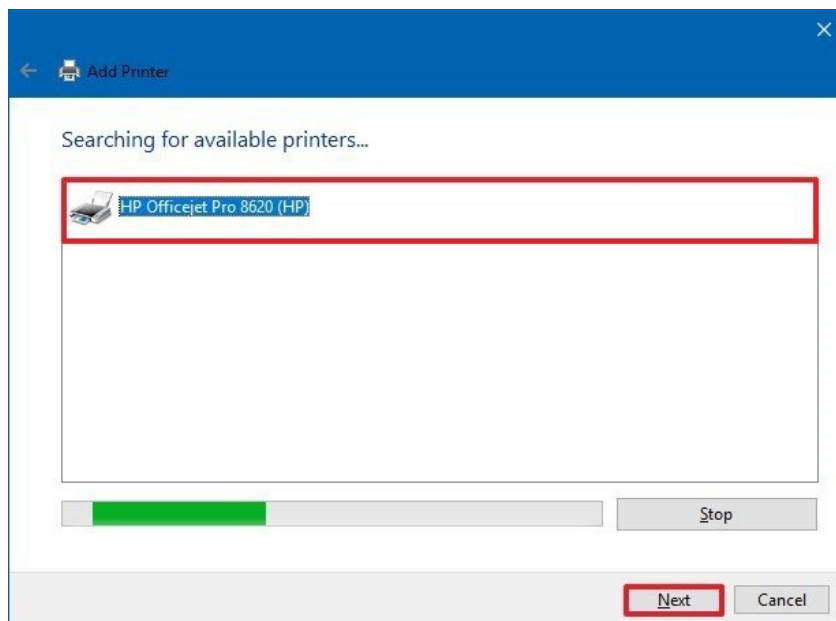 Add Printer
Searching for available printers...
HP Officejet Pro 8620 (HP)
Stop
Next Cancel